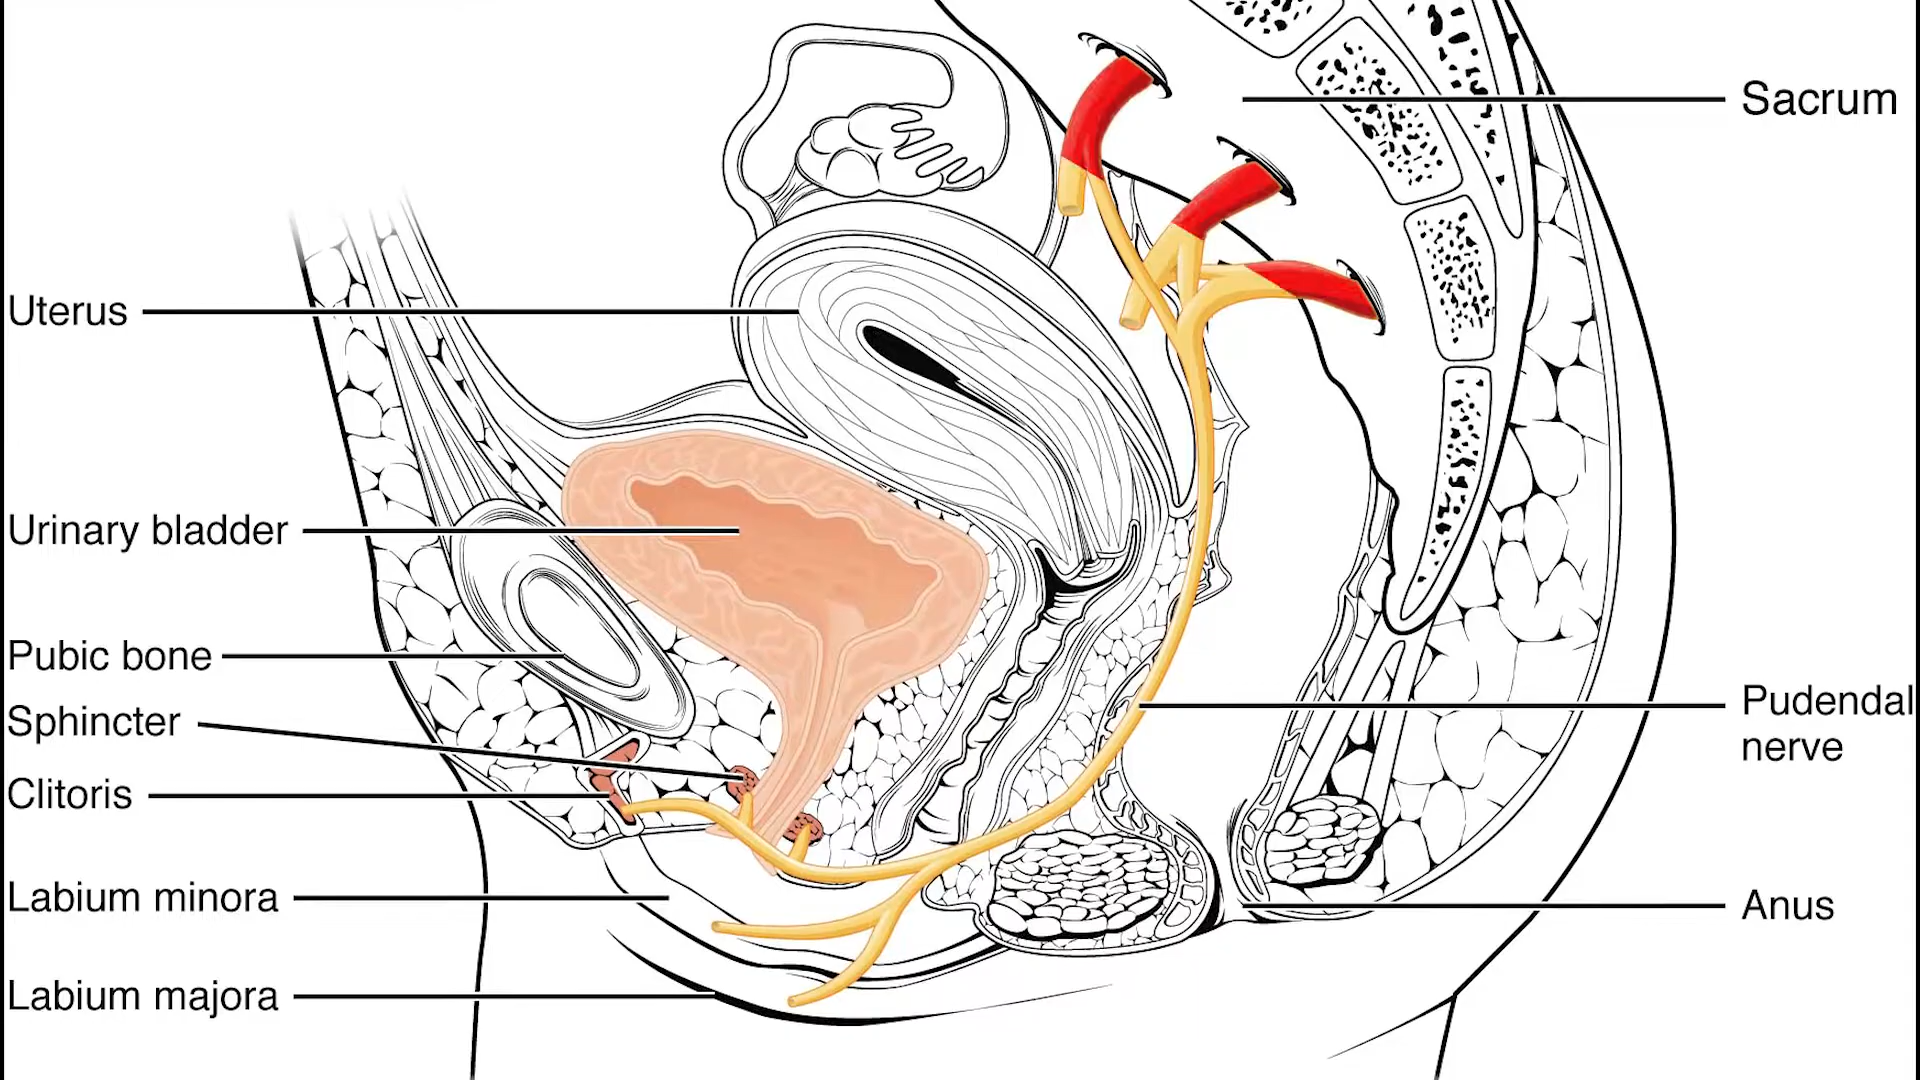 Sacrum
Uterus
Urinary bladder
Pubic bone
Sphincter
Clitoris
Labium minora
Labium majora
Pudendal
nerve
Anus